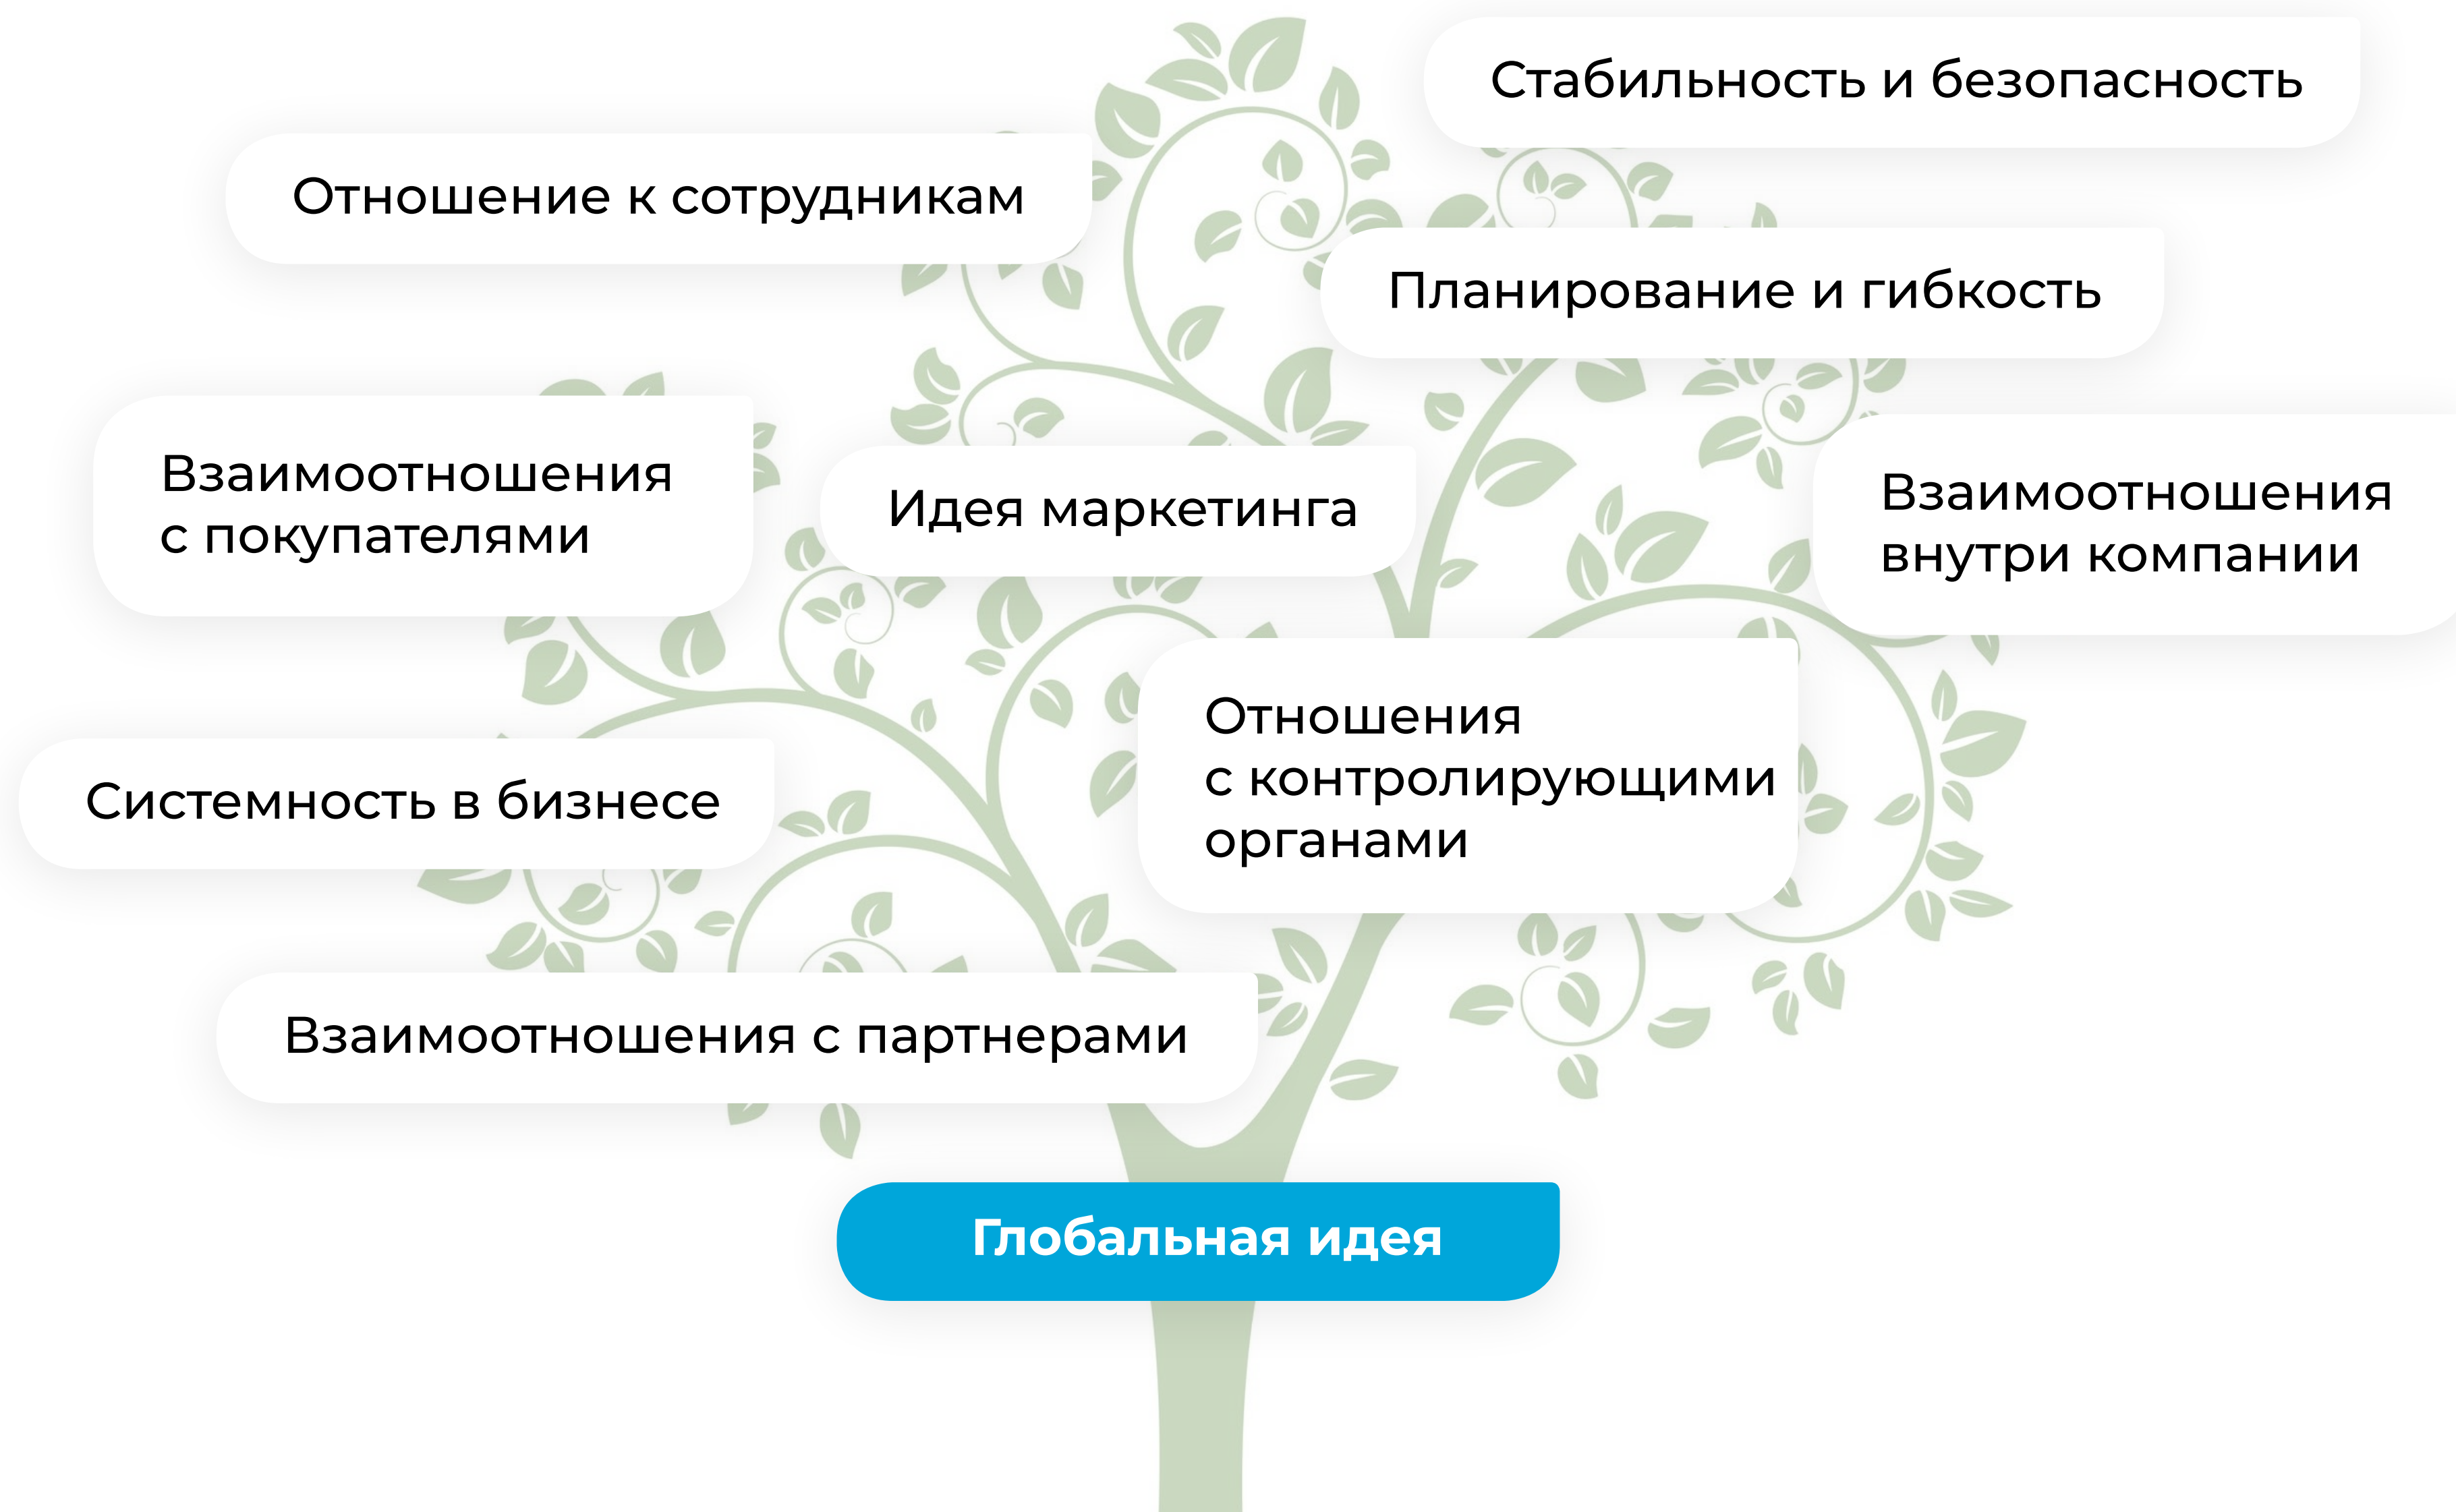 Стабильность и безопасность
Отношение к сотрудникам
Планирование и гибкость
Взаимоотношения
с покупателями
Идея маркетинга
Взаимоотношения
внутри компании
Отношения
с контролирующими
органами
Системность в бизнесе
Взаимоотношения с партнерами
Глобальная идея